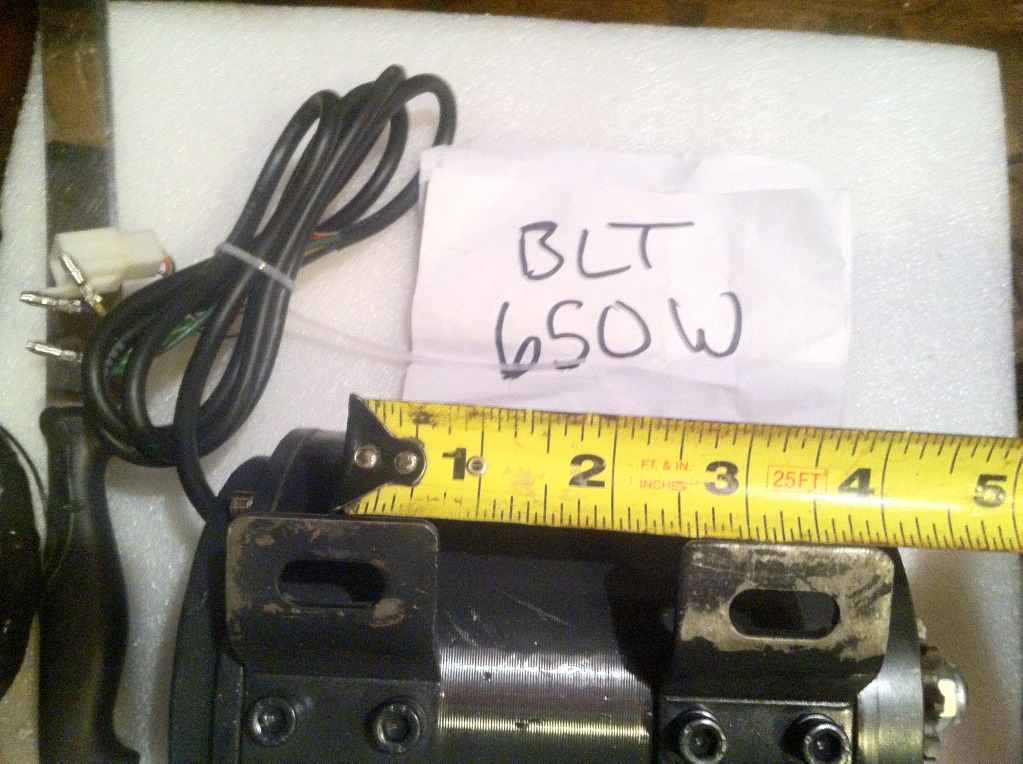 BLT
650W
1 2 FT. & IN. 3 25FT 4 5
INCHES